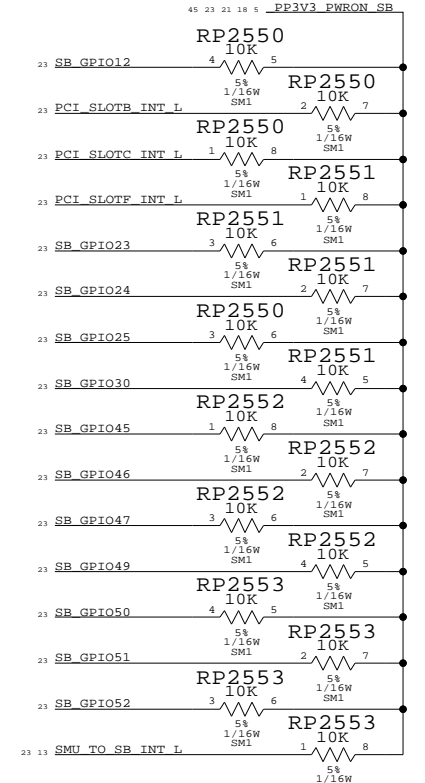 45 23 21 18 5 PP3V3_PWRON_SB
RP2550
10K
23 SB_GPIO12 4 5
5%
1/16W
SM1
RP2550
10K
23 PCI_SLOTB_INT_L 2 7
5%
1/16W
SM1
RP2550
10K
23 PCI_SLOTC_INT_L 1 8
5%
1/16W
SM1
RP2551
10K
23 PCI_SLOTF_INT_L 1 8
5%
1/16W
SM1
RP2551
10K
23 SB_GPIO23 3 6
5%
1/16W
SM1
RP2551
10K
23 SB_GPIO24 2 7
5%
1/16W
SM1
RP2550
10K
23 SB_GPIO25 3 6
5%
1/16W
SM1
RP2551
10K
23 SB_GPIO30 4 5
5%
1/16W
SM1
RP2552
10K
23 SB_GPIO45 1 8
5%
1/16W
SM1
RP2552
10K
23 SB_GPIO46 2 7
5%
1/16W
SM1
RP2552
10K
23 SB_GPIO47 3 6
5%
1/16W
SM1
RP2552
10K
23 SB_GPIO49 4 5
5%
1/16W
SM1
RP2553
10K
23 SB_GPIO50 4 5
5%
1/16W
SM1
RP2553
10K
23 SB_GPIO51 2 7
5%
1/16W
SM1
RP2553
10K
23 SB_GPIO52 3 6
5%
1/16W
SM1
RP2553
10K
23 13 SMU_TO_SB_INT_L 1 8
5%
1/16W